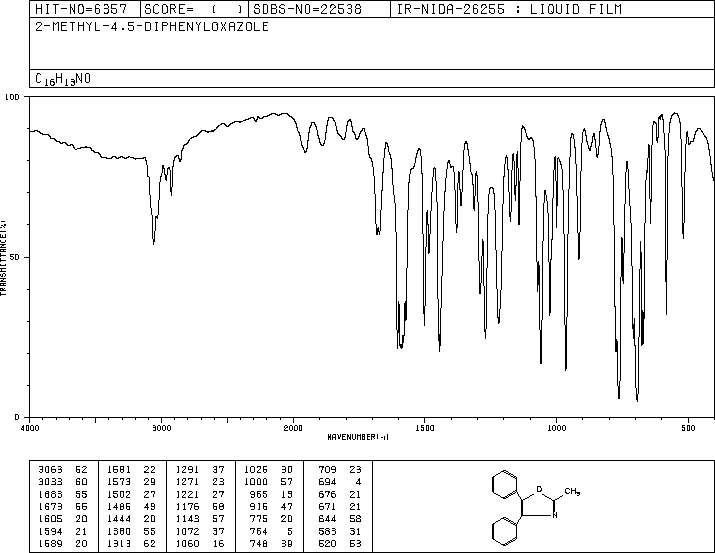 HIT-NO=6357 SCORE= ( ) SDBS-NO=22538 IR-NIDA-26255 : LIQUID FILM
2-METHYL-4,5-DIPHENYLOXAZOLE
C16H13NO
100
TRANSMITTANCE(%)
50
0
4000 3000 2000 1500 1000 500
WAVENUMBER(-1)
3063 52 1581 22 1291 37 1026 30 709 23
3033 60 1573 29 1271 23 1000 57 694 4
1683 55 1502 27 1221 27 965 13 676 21
1673 55 1486 49 1176 58 916 47 671 21
1605 20 1444 20 1143 57 775 20 644 58
1594 21 1380 55 1072 37 764 5 583 31
1589 20 1313 62 1060 16 748 39 520 53
O
CH3
N